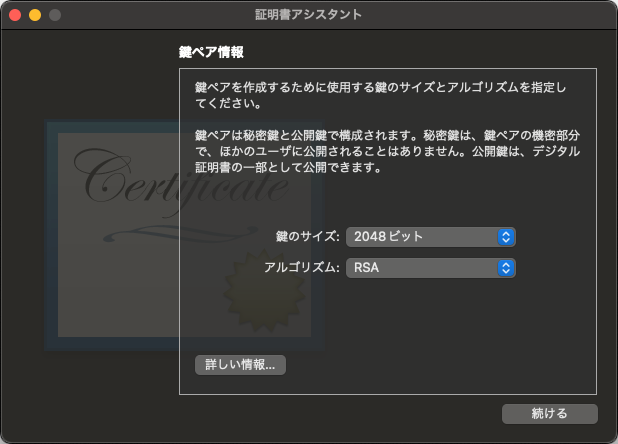 証明書アシスタント
鍵ペア情報
鍵ペアを作成するために使用する鍵のサイズとアルゴリズムを指定し
てください。
鍵ペアは秘密鍵と公開鍵で構成されます。秘密鍵は、鍵ペアの機密部分
で、ほかのユーザに公開されることはありません。公開鍵は、デジタル
証明書の一部として公開できます。
Certificate
鍵のサイズ: 2048 ビット
アルゴリズム: RSA
詳しい情報...
続ける